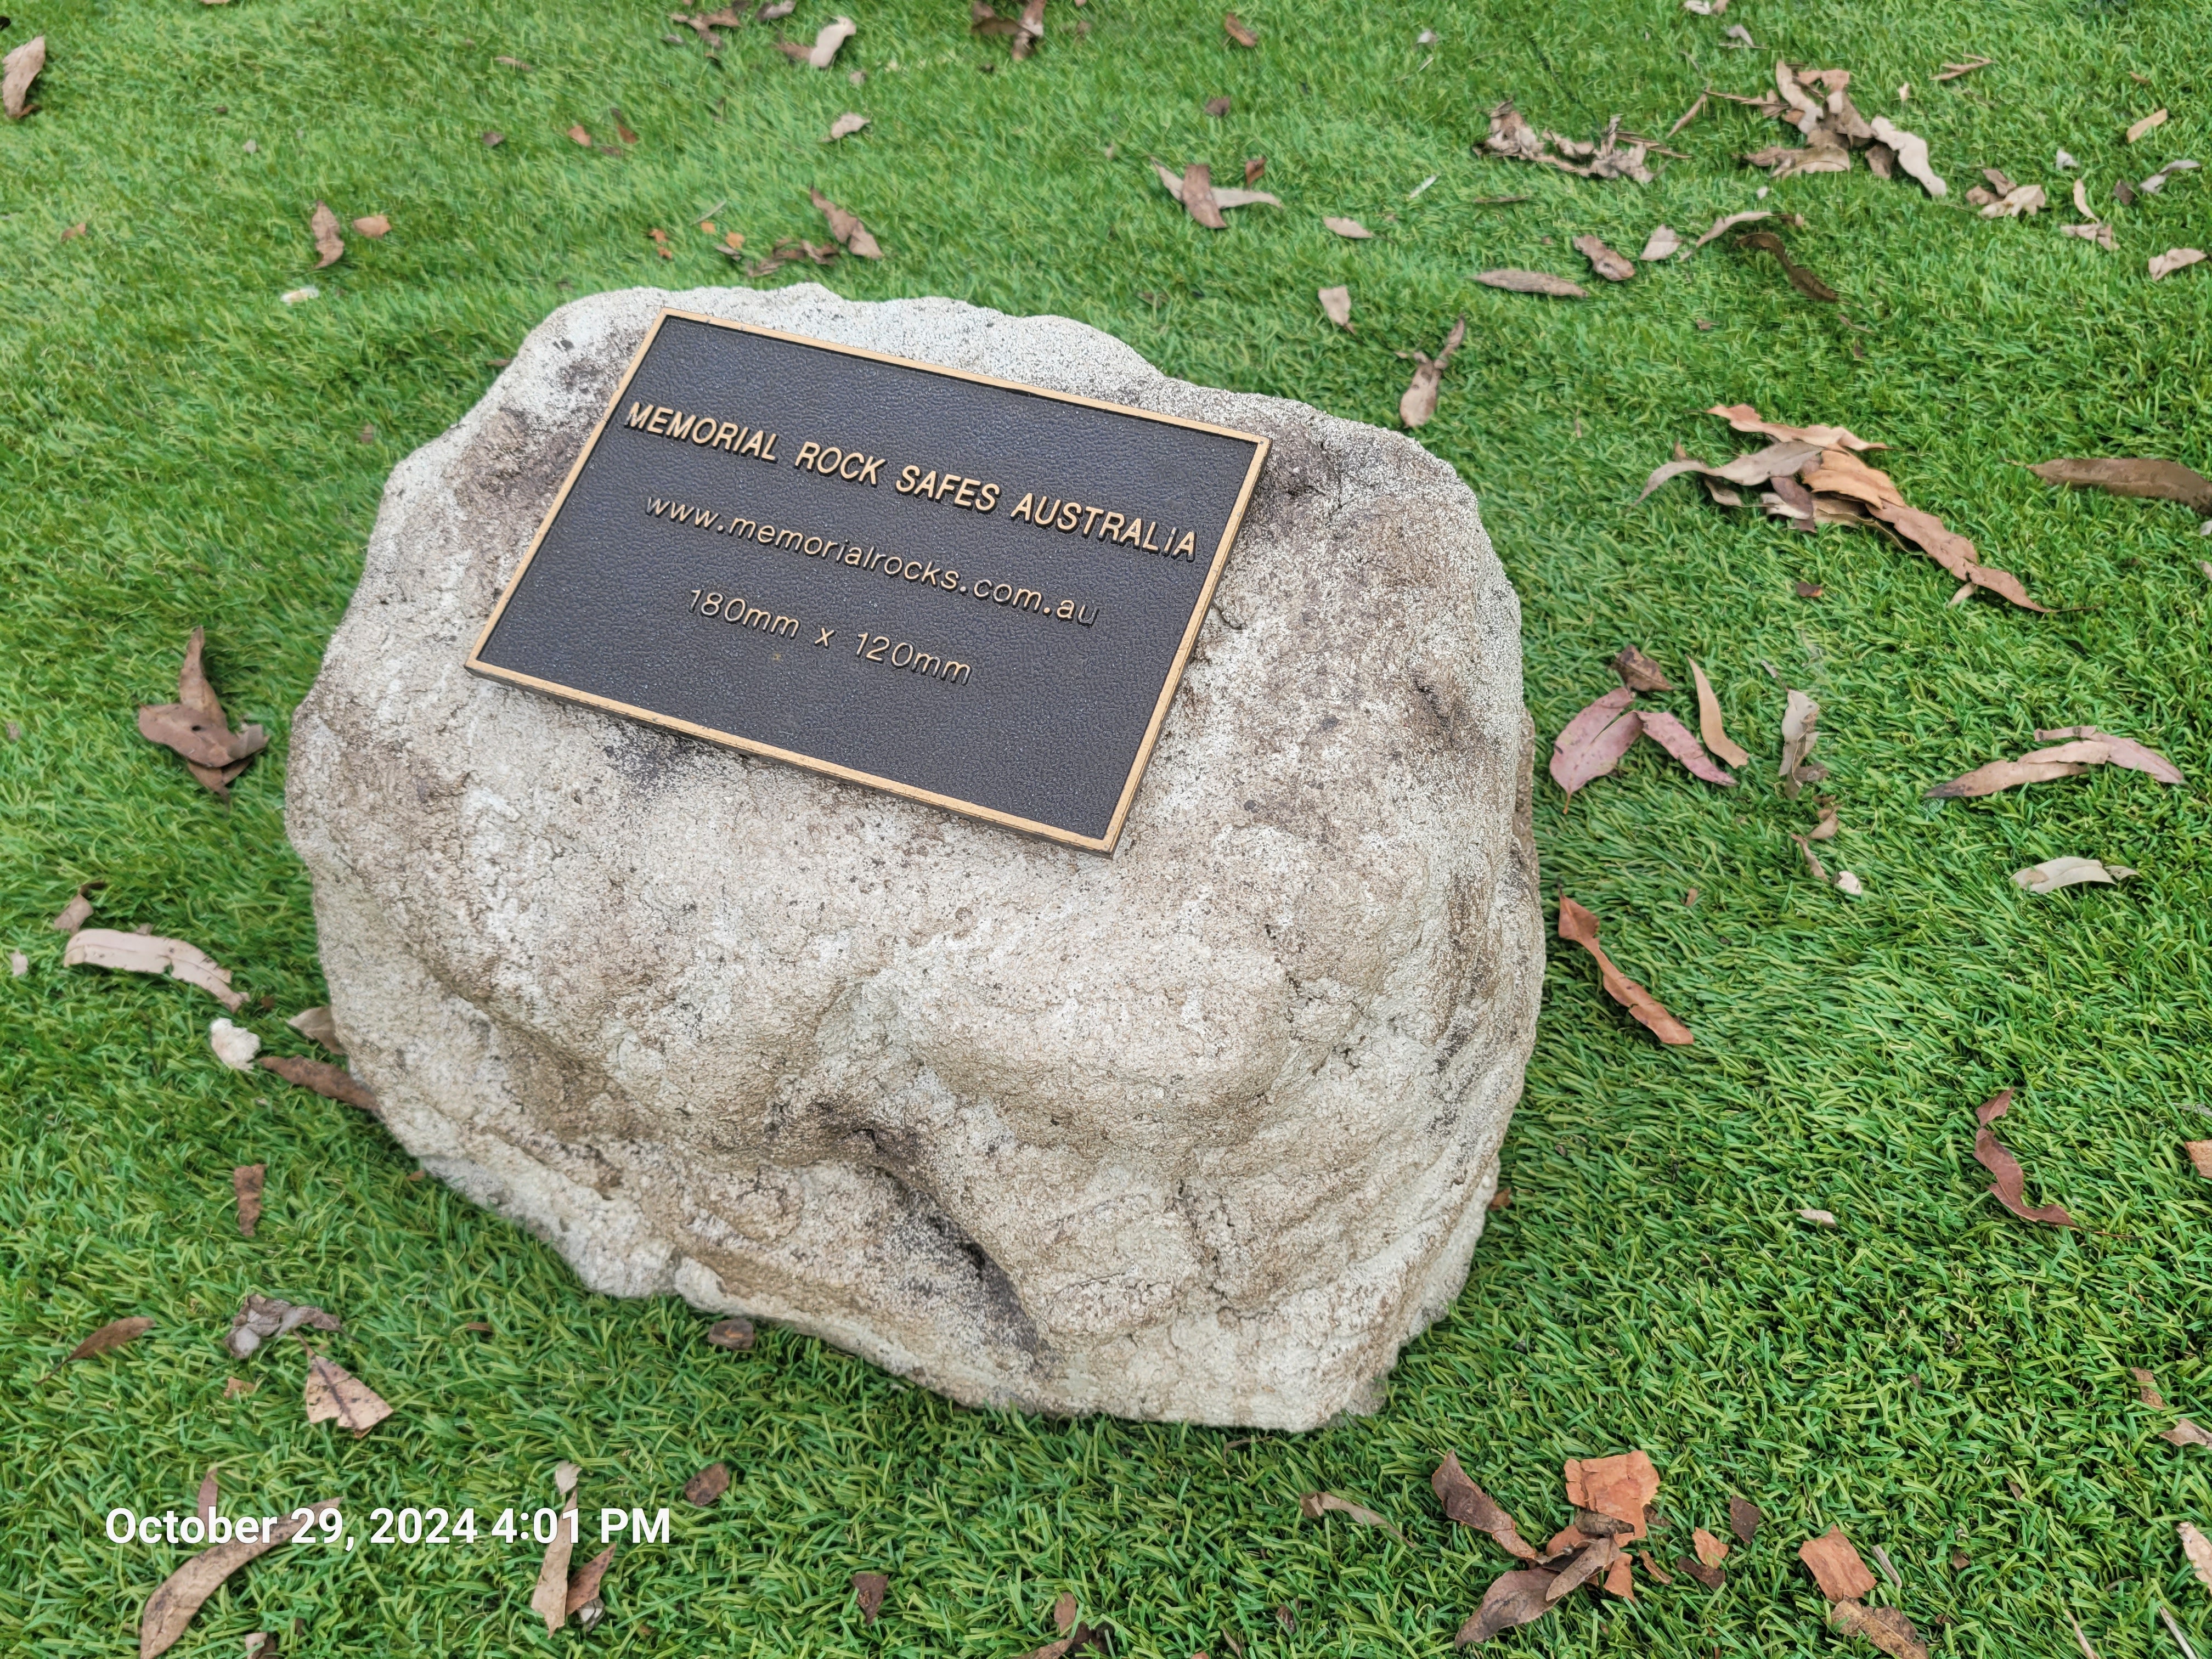 MEMORIAL ROCK SAFES AUSTRALIA
www.memorialrocks.com.au
180mm x 120mm
October 29, 2024 4:01 PM